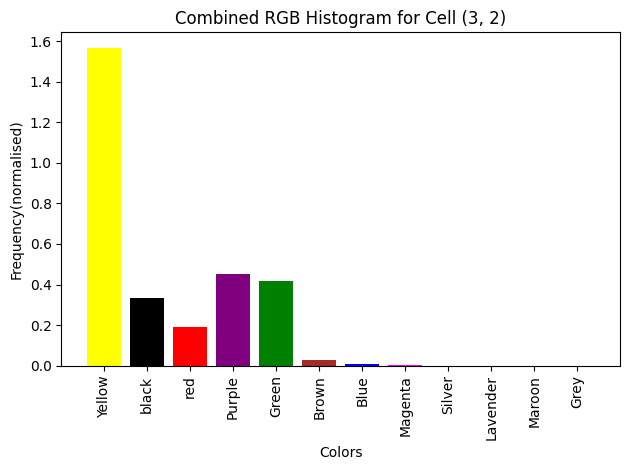 Combined RGB Histogram for Cell (3, 2)
Frequency(normalised)
1.6
1.4
1.2
1.0
0.8
0.6
0.4
0.2
0.0
Yellow
black
red
Purple
Green
Brown
Blue
Magenta
Silver
Lavender
Maroon
Grey
Colors